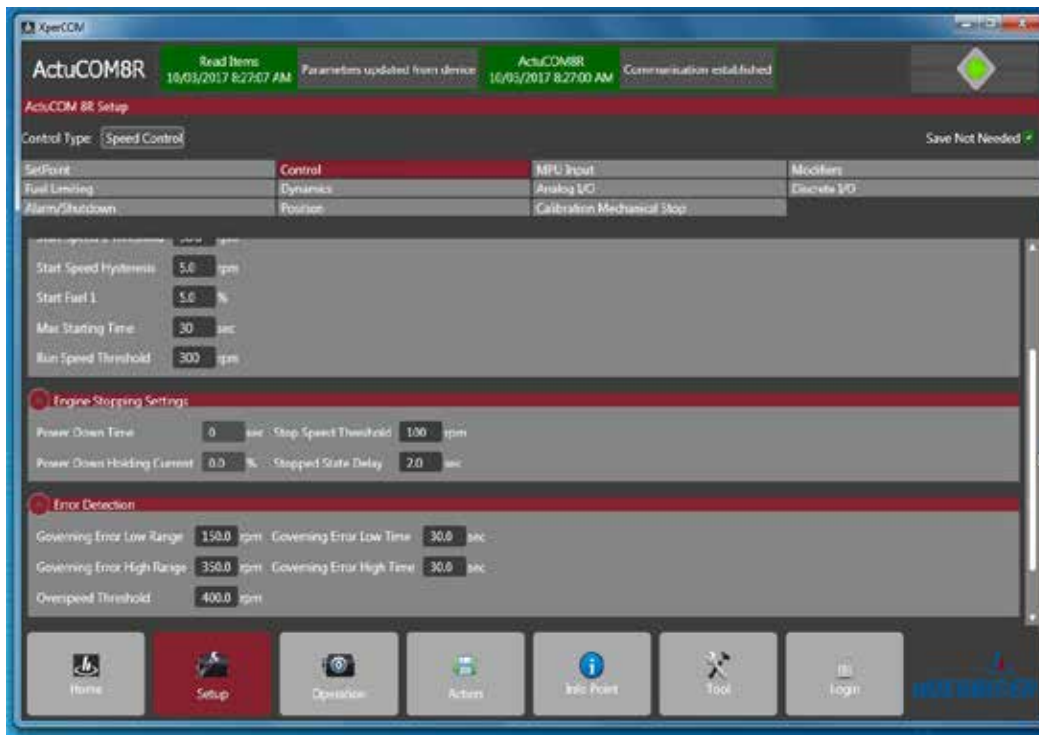 XperCOM
ActuCOM8R
Read Items
10/03/2017 8:27:07 AM
Parameters updated from device
ActuCOM8R
10/03/2017 8:27:00 AM
Communication established
ActuCOM 8R Setup
Control Type: Speed Control
Save Not Needed
SetPoint Control MPU Input Modifiers
Fuel Limiting Dynamics Analog I/O Discrete I/O
Alarm/Shutdown Position Calibration Mechanical Stop
Start Speed Hysteresis 5.0 rpm
Start Fuel 1 5.0 %
Max Starting Time 30 sec
Run Speed Threshold 300 rpm
Engine Stopping Settings
Power Down Time 0 sec Stop Speed Threshold 100 rpm
Power Down Holding Current 0.0 % Stopped State Delay 2.0 sec
Error Detection
Governing Error Low Range 150.0 rpm Governing Error Low Time 30.0 sec
Governing Error High Range 350.0 rpm Governing Error High Time 30.0 sec
Overspeed Threshold 400.0 rpm
Home Setup Operation Action Info Point Tool Login